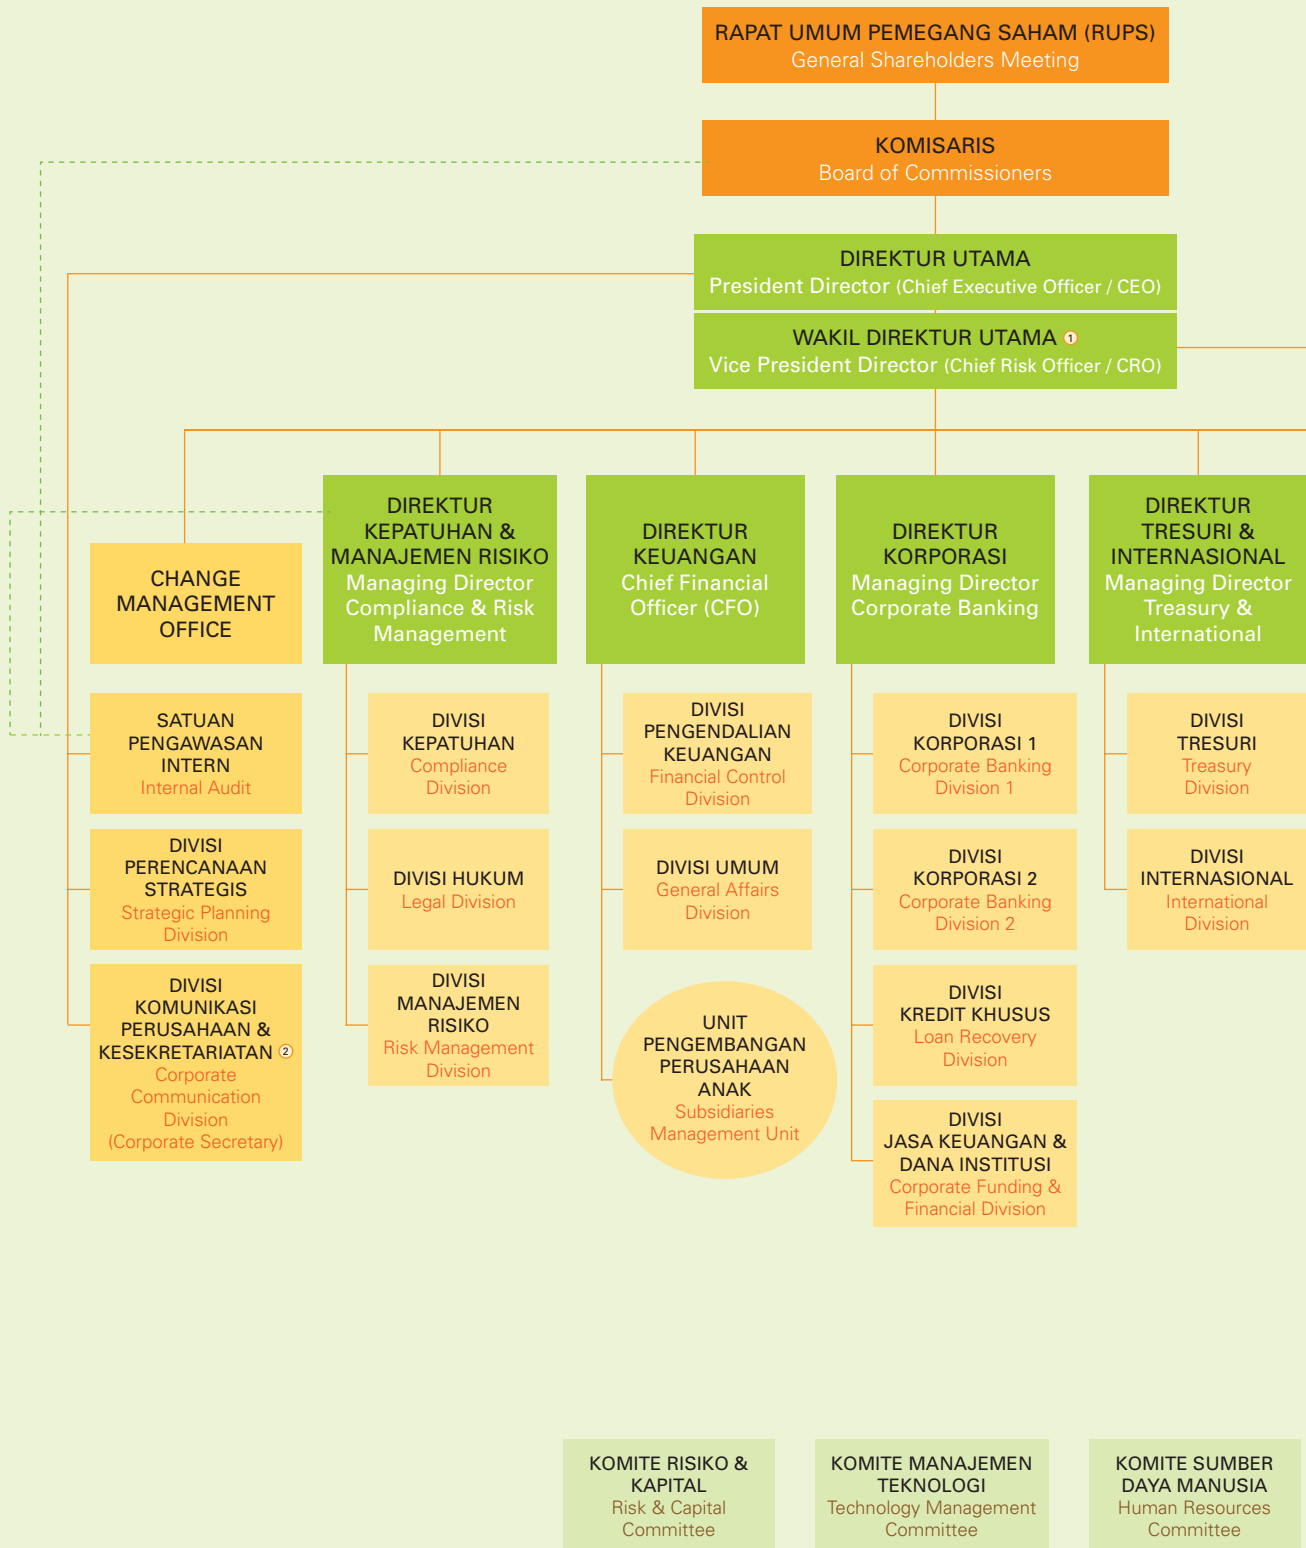 RAPAT UMUM PEMEGANG SAHAM (RUPS)
General Shareholders Meeting
KOMISARIS
Board of Commissioners
DIREKTUR UTAMA
President Director (Chief Executive Officer / CEO)
WAKIL DIREKTUR UTAMA 1
Vice President Director (Chief Risk Officer / CRO)
CHANGE
MANAGEMENT
OFFICE
DIREKTUR
KEPATUHAN &
MANAJEMEN RISIKO
Managing Director
Compliance & Risk
Management
DIREKTUR
KEUANGAN
Chief Financial
Officer (CFO)
DIREKTUR
KORPORASI
Managing Director
Corporate Banking
DIREKTUR
TRESURI &
INTERNASIONAL
Managing Director
Treasury &
International
SATUAN
PENGAWASAN
INTERN
Internal Audit
DIVISI
PERENCANAAN
STRATEGIS
Strategic Planning
Division
DIVISI
KOMUNIKASI
PERUSAHAAN &
KESEKRETARIATAN 2
Corporate
Communication
Division
(Corporate Secretary)
DIVISI
KEPATUHAN
Compliance
Division
DIVISI HUKUM
Legal Division
DIVISI
MANAJEMEN
RISIKO
Risk Management
Division
DIVISI
PENGENDALIAN
KEUANGAN
Financial Control
Division
DIVISI UMUM
General Affairs
Division
UNIT
PENGEMBANGAN
PERUSAHAAN
ANAK
Subsidiaries
Management Unit
DIVISI
KORPORASI 1
Corporate Banking
Division 1
DIVISI
KORPORASI 2
Corporate Banking
Division 2
DIVISI
KREDIT KHUSUS
Loan Recovery
Division
DIVISI
JASA KEUANGAN &
DANA INSTITUSI
Corporate Funding &
Financial Division
DIVISI
TRESURI
Treasury
Division
DIVISI
INTERNASIONAL
International
Division
KOMITE RISIKO &
KAPITAL
Risk & Capital
Committee
KOMITE MANAJEMEN
TEKNOLOGI
Technology Management
Committee
KOMITE SUMBER
DAYA MANUSIA
Human Resources
Committee